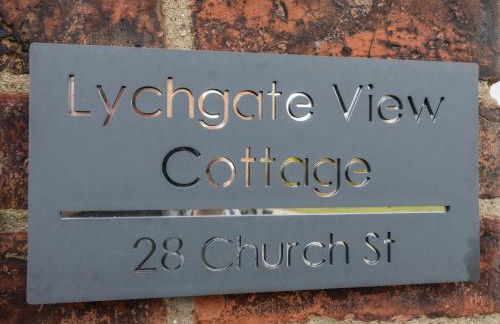 Lychgate View
Cottage
28 Church St